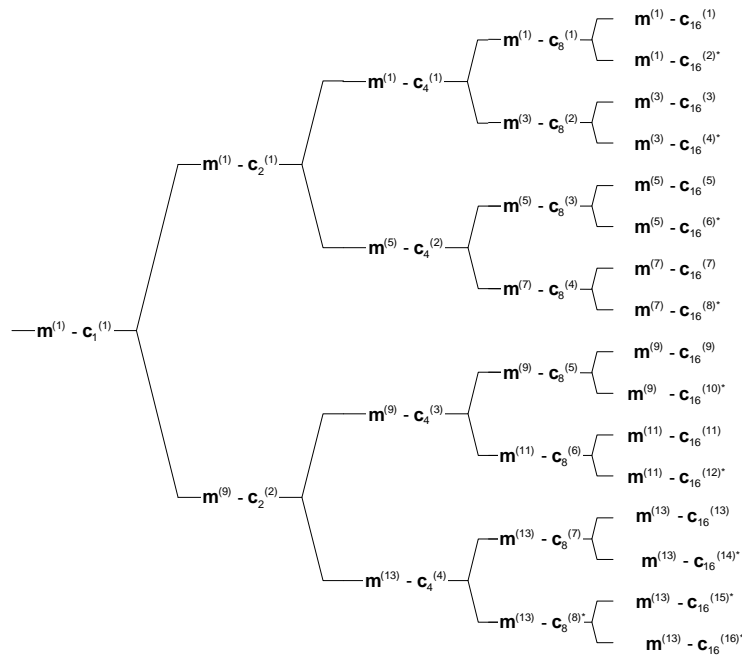 m(1) - c16(1)
m(1) - c8(1)
m(1) - c16(2)*
m(1) - c4(1)
m(3) - c16(3)
m(3) - c8(2)
m(3) - c16(4)*
m(1) - c2(1)
m(5) - c16(5)
m(5) - c8(3)
m(5) - c16(6)*
m(5) - c4(2)
m(7) - c16(7)
m(7) - c8(4)
m(7) - c16(8)*
m(1) - c1(1)
m(9) - c16(9)
m(9) - c8(5)
m(9) - c16(10)*
m(9) - c4(3)
m(11) - c16(11)
m(11) - c8(6)
m(11) - c16(12)*
m(9) - c2(2)
m(13) - c16(13)
m(13) - c8(7)
m(13) - c16(14)*
m(13) - c4(4)
m(13) - c16(15)*
m(13) - c8(8)*
m(13) - c16(16)*